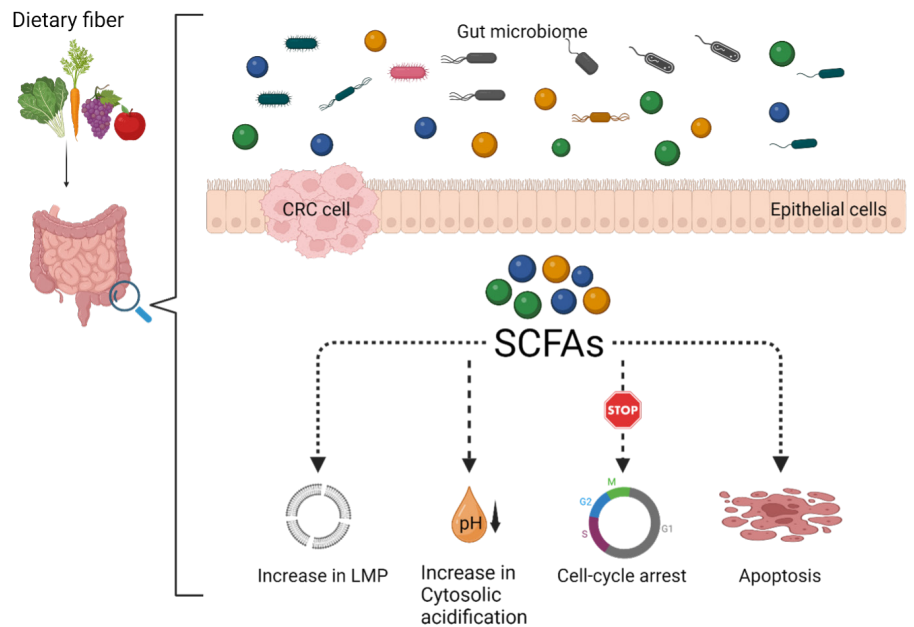 Dietary fiber
Gut microbiome
CRC cell
Epithelial cells
SCFAs
STOP
pH
M
G2
S
G1
Increase in LMP
Increase in
Cytosolic
acidification
Cell-cycle arrest
Apoptosis